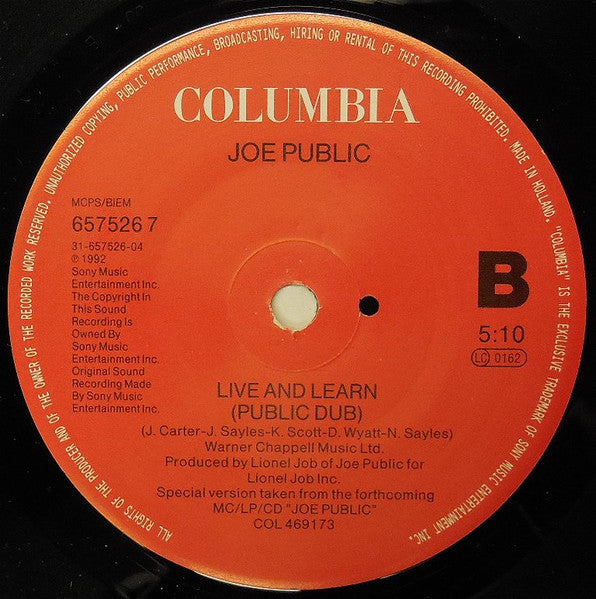 ALL RIGHTS OF THE PRODUCER AND OF THE OWNER OF THE RECORDED WORK RESERVED. UNAUTHORIZED COPYING, PUBLIC PERFORMANCE, BROADCASTING, HIRING OR RENTAL OF THIS RECORDING PROHIBITED. MADE IN HOLLAND. "COLUMBIA" IS THE EXCLUSIVE TRADEMARK OF SONY MUSIC ENTERTAINMENT INC.
COLUMBIA
JOE PUBLIC
MCPS/BIEM
657526 7
31-657526-04
℗ 1992
Sony Music
Entertainment Inc.
The Copyright In
This Sound
Recording Is
Owned By
Sony Music
Entertainment Inc.
Original Sound
Recording Made
By Sony Music
Entertainment Inc.
B
5:10
LC 0162
LIVE AND LEARN
(PUBLIC DUB)
(J. Carter-J. Sayles-K. Scott-D. Wyatt-N. Sayles)
Warner Chappell Music Ltd.
Produced by Lionel Job of Joe Public for
Lionel Job Inc.
Special version taken from the forthcoming
MC/LP/CD "JOE PUBLIC"
COL 469173